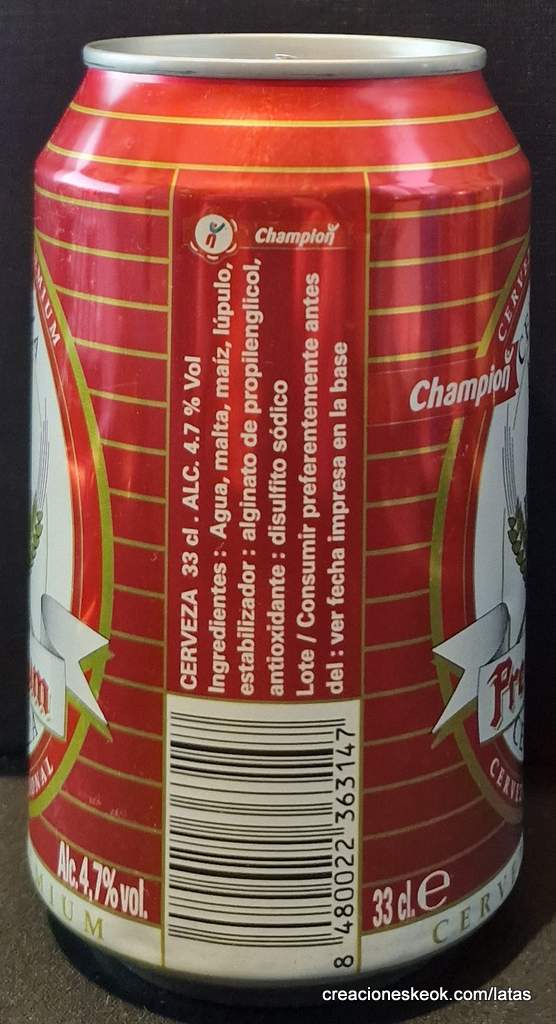 Champion
CERVEZA 33 cl . ALC. 4.7 % Vol
Ingredientes : Agua, malta, maíz, lúpulo,
estabilizador : alginato de propilenglicol,
antioxidante : disulfito sódico
Lote / Consumir preferentemente antes
del : ver fecha impresa en la base
8 480022 363147
Alc. 4,7% vol.
33 cl. e
Champion
creacioneskeok.com/latas